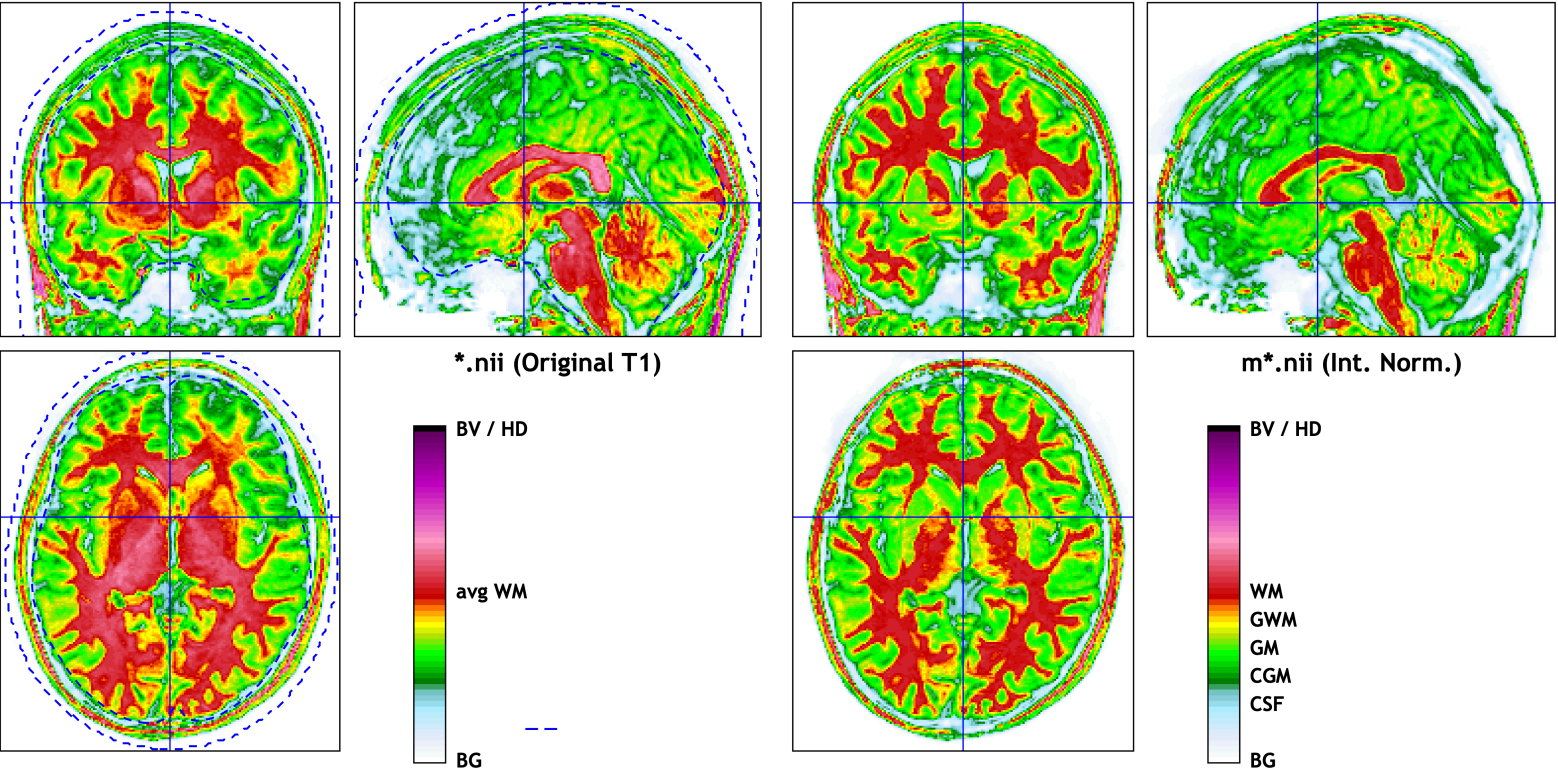 *.nii (Original T1)
m*.nii (Int. Norm.)
BV / HD
avg WM
BG
BV / HD
WM
GWM
GM
CGM
CSF
BG